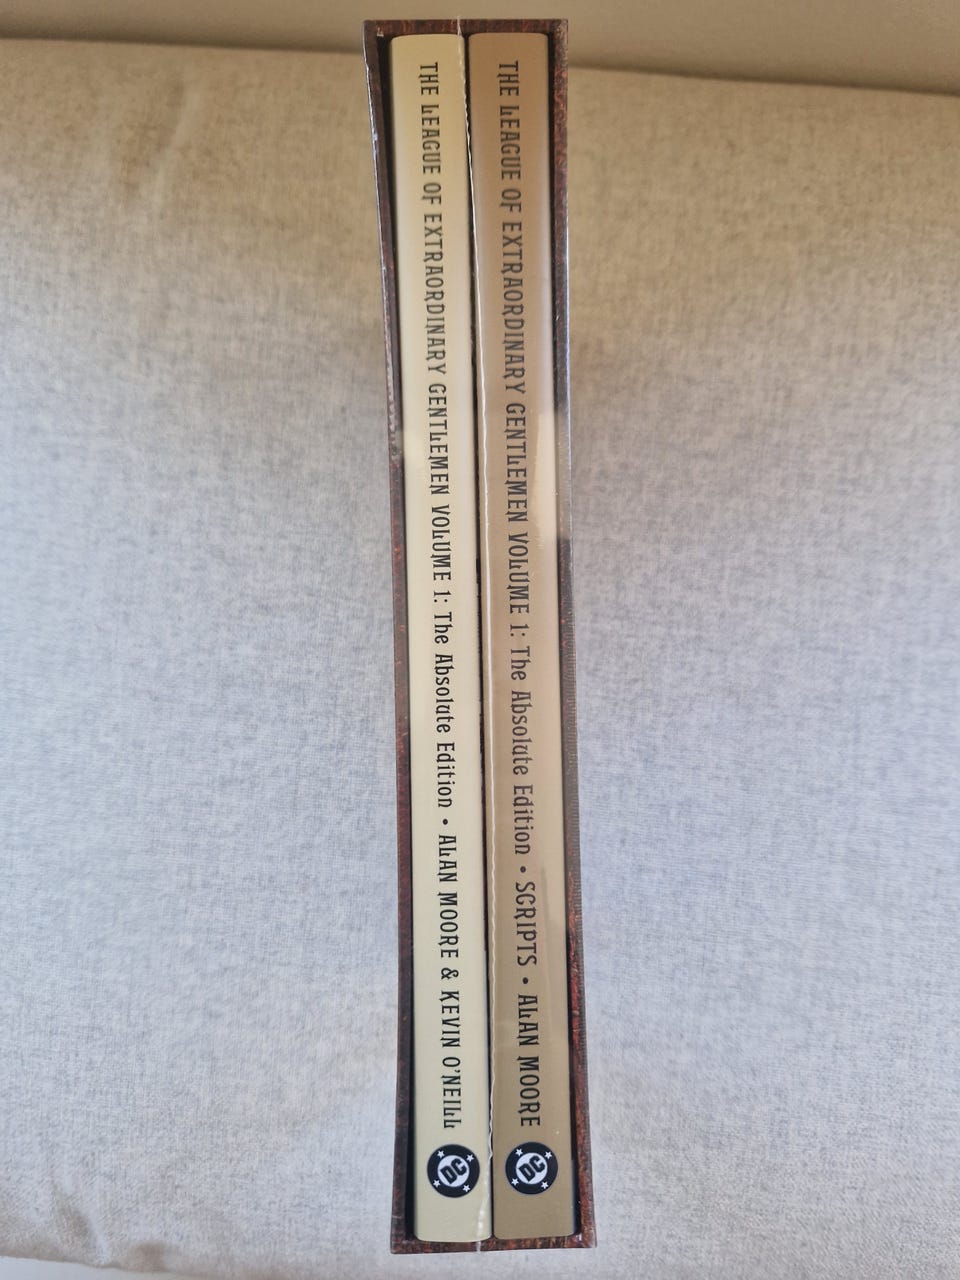 THE LEAGUE OF EXTRAORDINARY GENTLEMEN VOLUME 1: The Absolute Edition • ALAN MOORE & KEVIN O'NEILL
DC
THE LEAGUE OF EXTRAORDINARY GENTLEMEN VOLUME 1: The Absolute Edition • SCRIPTS • ALAN MOORE
DC